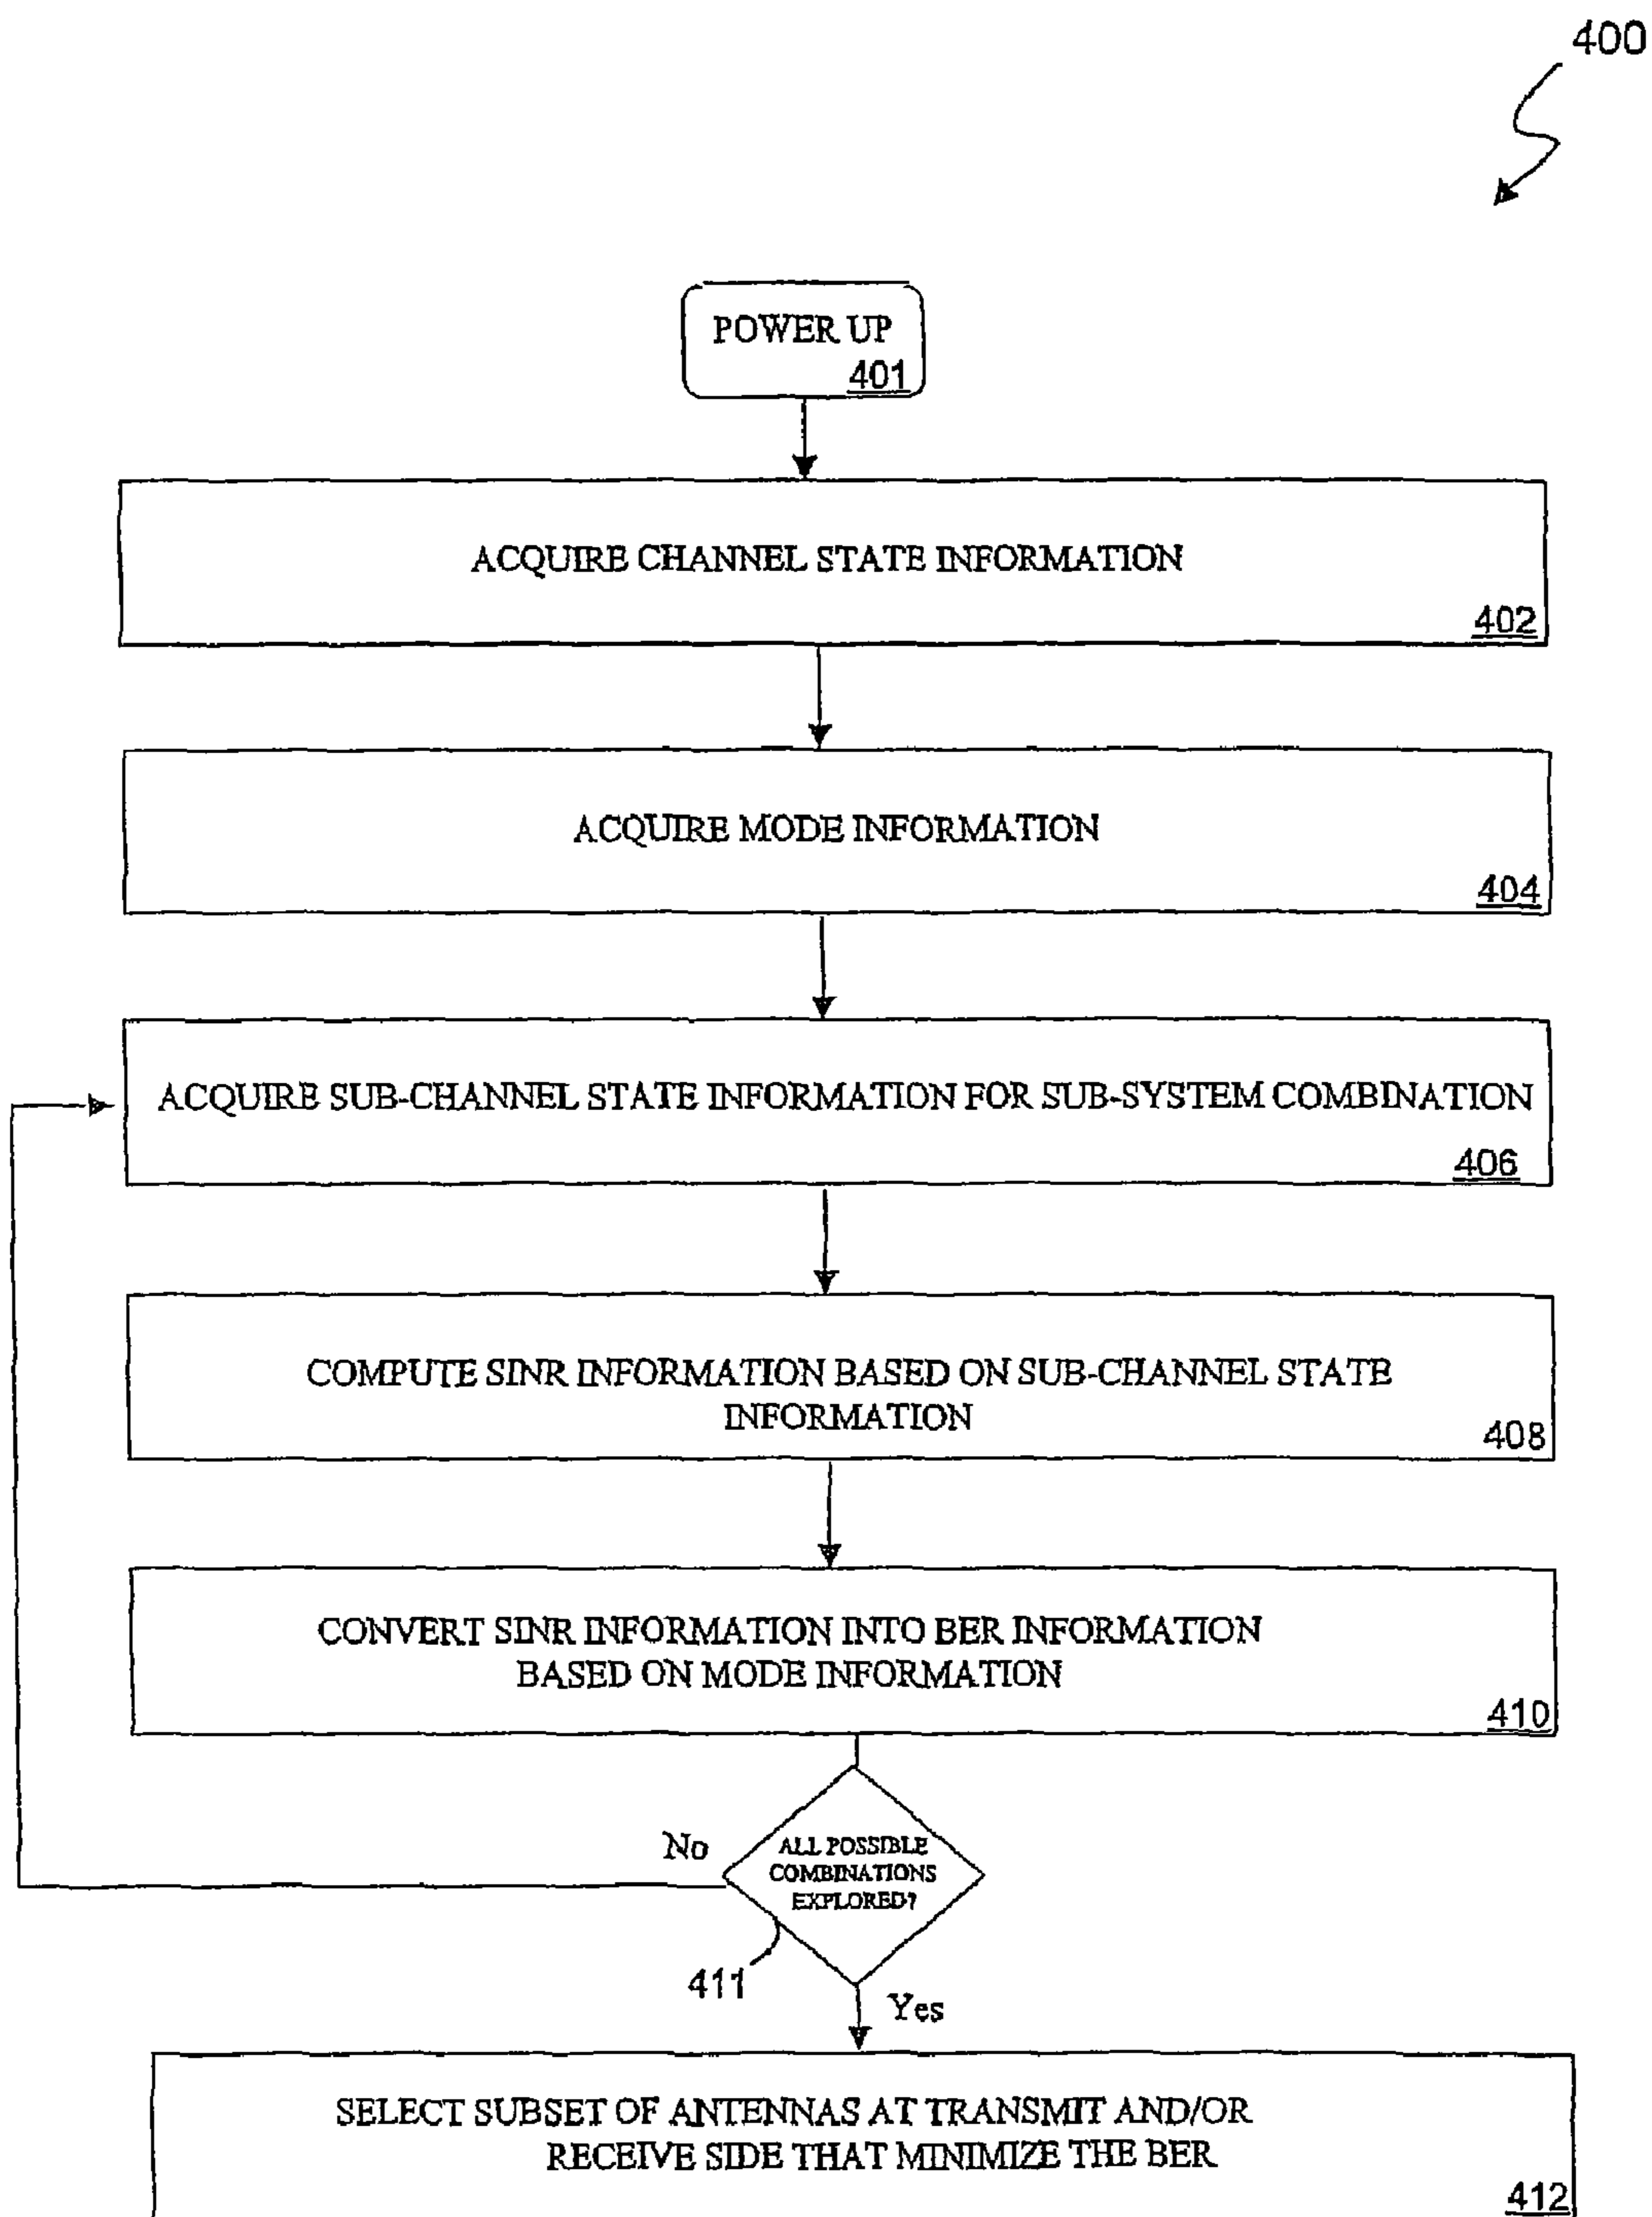 400
POWER UP
401
ACQUIRE CHANNEL STATE INFORMATION
402
ACQUIRE MODE INFORMATION
404
ACQUIRE SUB-CHANNEL STATE INFORMATION FOR SUB-SYSTEM COMBINATION
406
COMPUTE SINR INFORMATION BASED ON SUB-CHANNEL STATE
INFORMATION
408
CONVERT SINR INFORMATION INTO BER INFORMATION
BASED ON MODE INFORMATION
410
No
ALL POSSIBLE
COMBINATIONS
EXPLORED?
411
Yes
SELECT SUBSET OF ANTENNAS AT TRANSMIT AND/OR
RECEIVE SIDE THAT MINIMIZE THE BER
412